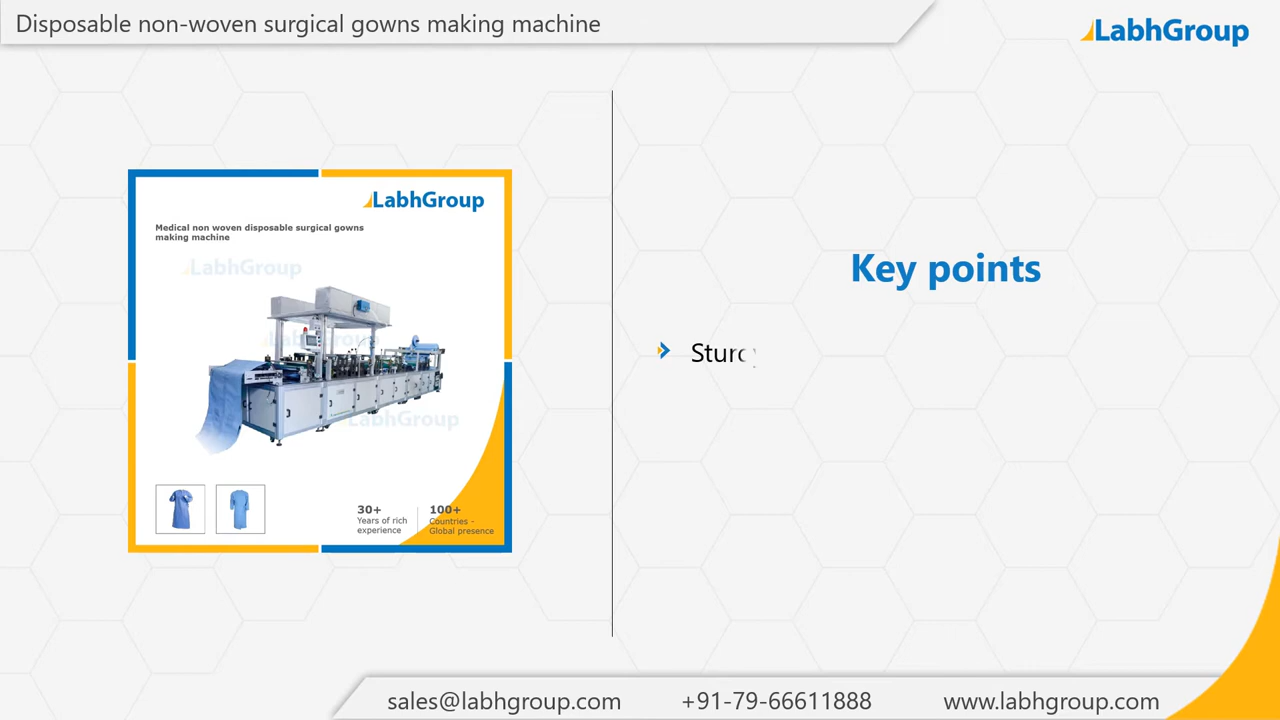 Disposable non-woven surgical gowns making machine
LabhGroup
LabhGroup
Medical non woven disposable surgical gowns
making machine
LabhGroup
LabhGroup
30+
Years of rich
experience
100+
Countries -
Global presence
Key points
sales@labhgroup.com
+91-79-66611888
www.labhgroup.com